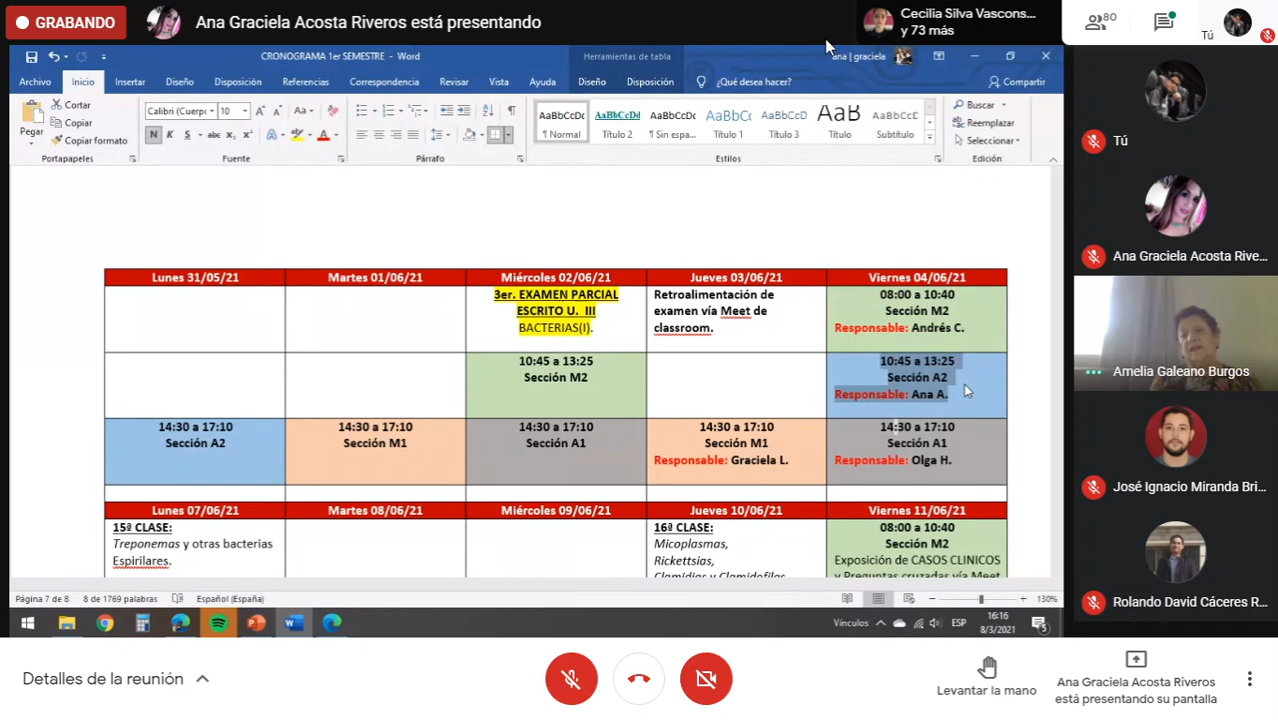 GRABANDO
Ana Graciela Acosta Riveros está presentando
Cecilia Silva Vascons...
y 73 más
80
Tú
CRONOGRAMA 1er SEMESTRE - Word
Herramientas de tabla
ana | graciela
Archivo
Inicio
Insertar
Diseño
Disposición
Referencias
Correspondencia
Revisar
Vista
Ayuda
Diseño
Disposición
¿Qué desea hacer?
Compartir
Pegar
Cortar
Copiar
Copiar formato
Portapapeles
Calibri (Cuerpo
10
N K S abc x₂ x²
Fuente
Párrafo
AaBbCcDc
¶ Normal
AaBbCcDd
Título 2
AaBbCcDc
¶ Sin espa...
AaBbCc
Título 1
AaBbCcD
Título 3
AaB
Título
AaBbCcD
Subtítulo
Estilos
Buscar
Reemplazar
Seleccionar
Edición
Lunes 31/05/21
Martes 01/06/21
Miércoles 02/06/21
Jueves 03/06/21
Viernes 04/06/21
3er. EXAMEN PARCIAL
ESCRITO U. III
BACTERIAS(I).
Retroalimentación de
examen vía Meet de
classroom.
08:00 a 10:40
Sección M2
Responsable: Andrés C.
10:45 a 13:25
Sección M2
10:45 a 13:25
Sección A2
Responsable: Ana A.
14:30 a 17:10
Sección A2
14:30 a 17:10
Sección M1
14:30 a 17:10
Sección A1
14:30 a 17:10
Sección M1
Responsable: Graciela L.
14:30 a 17:10
Sección A1
Responsable: Olga H.
Lunes 07/06/21
Martes 08/06/21
Miércoles 09/06/21
Jueves 10/06/21
Viernes 11/06/21
15ª CLASE:
Treponemas y otras bacterias
Espirilares.
16ª CLASE:
Micoplasmas,
Rickettsias,
Clamidias y Clamidofilas
08:00 a 10:40
Sección M2
Exposición de CASOS CLINICOS
y Preguntas cruzadas vía Meet
Página 7 de 8
8 de 1769 palabras
Español (España)
130%
Vínculos
ESP
16:16
8/3/2021
5
Tú
Ana Graciela Acosta Rive...
Amelia Galeano Burgos
José Ignacio Miranda Bri...
Rolando David Cáceres R...
Detalles de la reunión
Levantar la mano
Ana Graciela Acosta Riveros
está presentando su pantalla